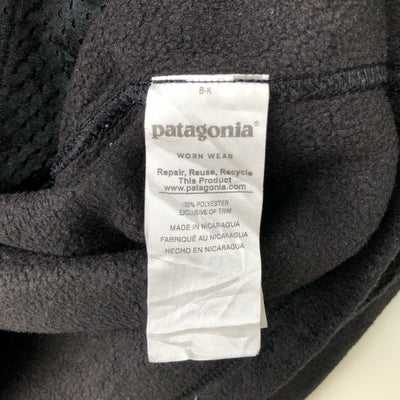 B-K
patagonia®
WORN WEAR
Repair, Reuse, Recycle
This Product
www.patagonia.com
100% POLYESTER
EXCLUSIVE OF TRIM
MADE IN NICARAGUA
FABRIQUÉ AU NICARAGUA
HECHO EN NICARAGUA